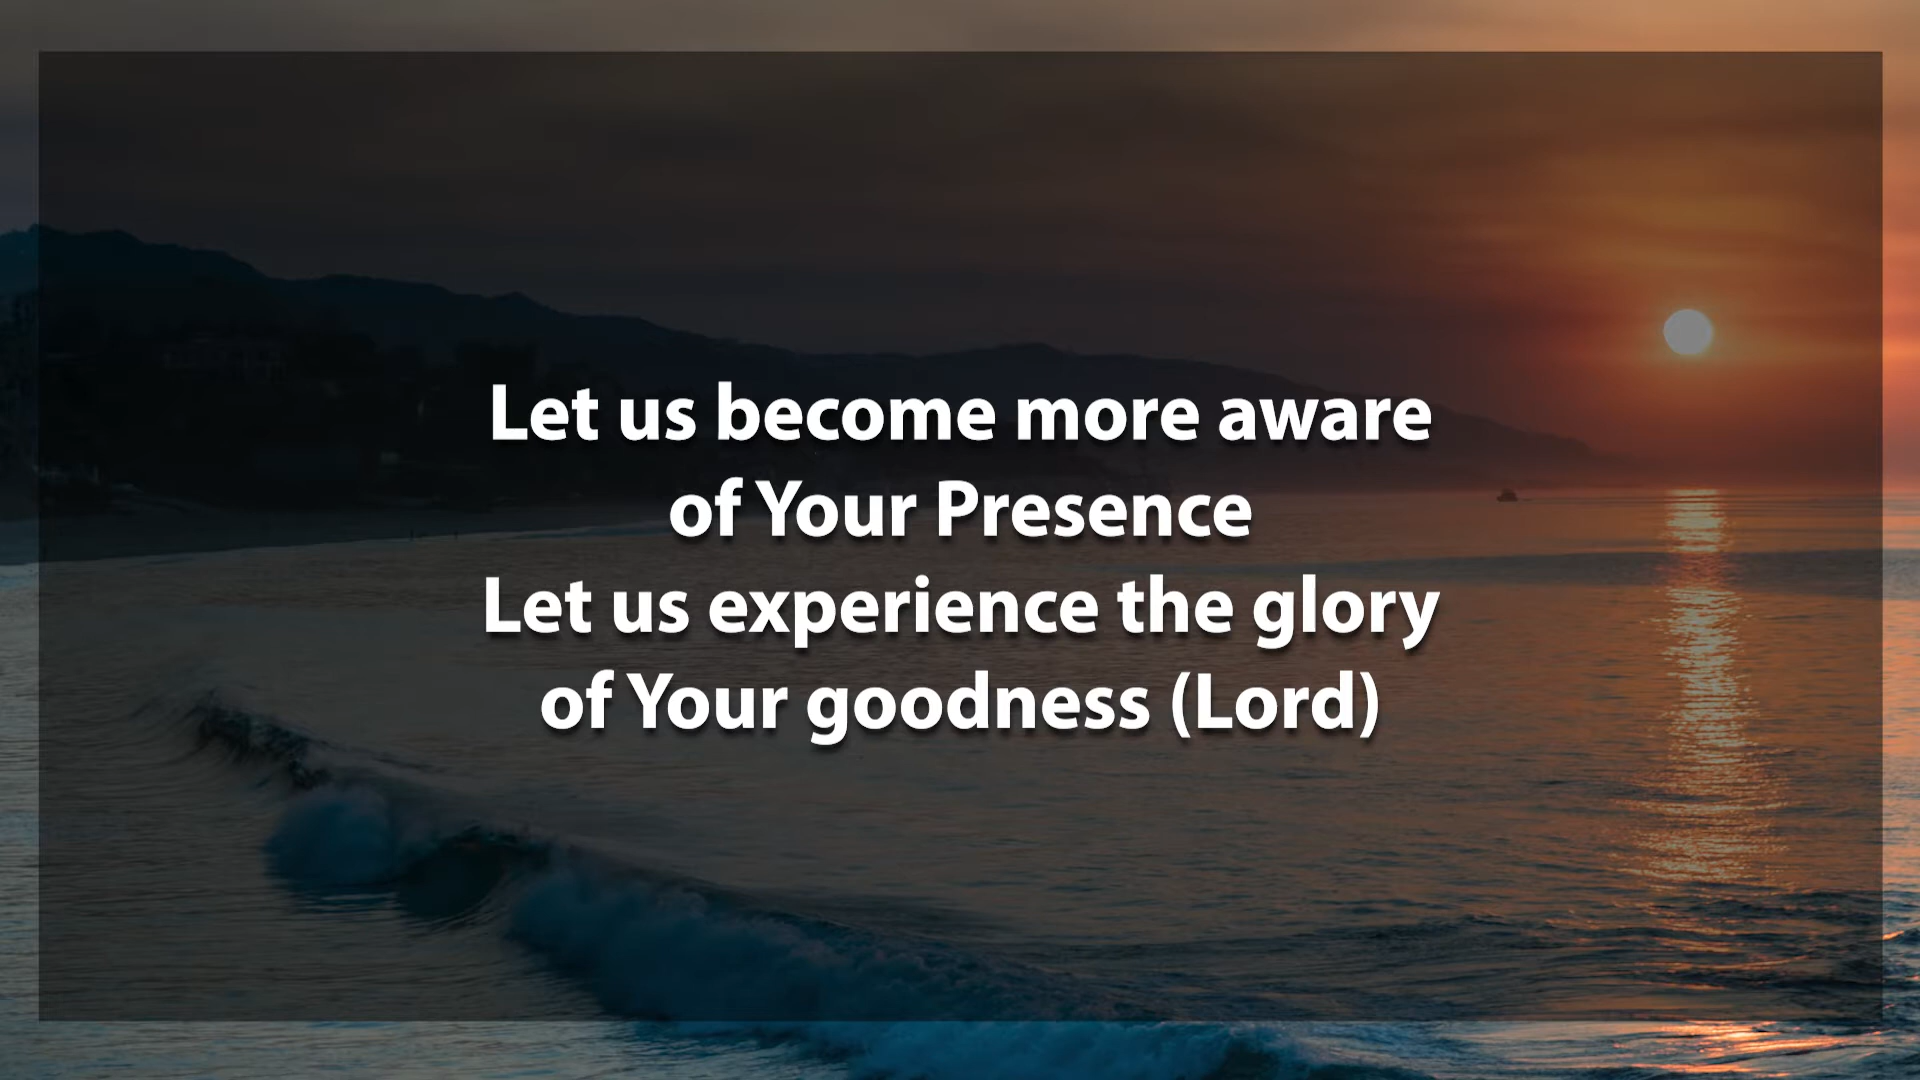 Let us become more aware
of Your Presence
Let us experience the glory
of Your goodness (Lord)